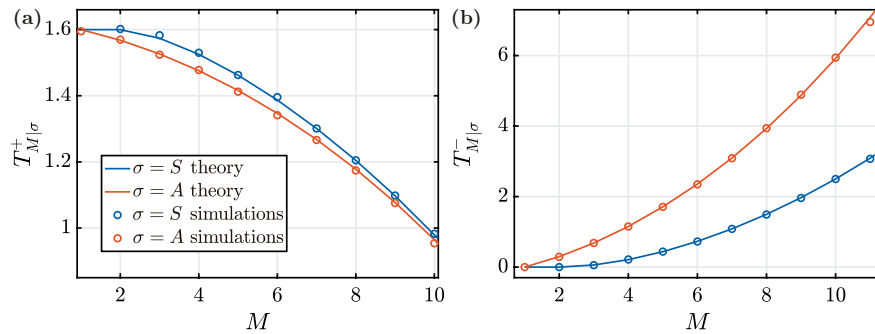 (a)
1.6
1.4
1.2
1
T⁺_{M|σ}
σ = S theory
σ = A theory
σ = S simulations
σ = A simulations
2 4 6 8 10
M
(b)
6
4
2
0
T⁻_{M|σ}
2 4 6 8 10
M